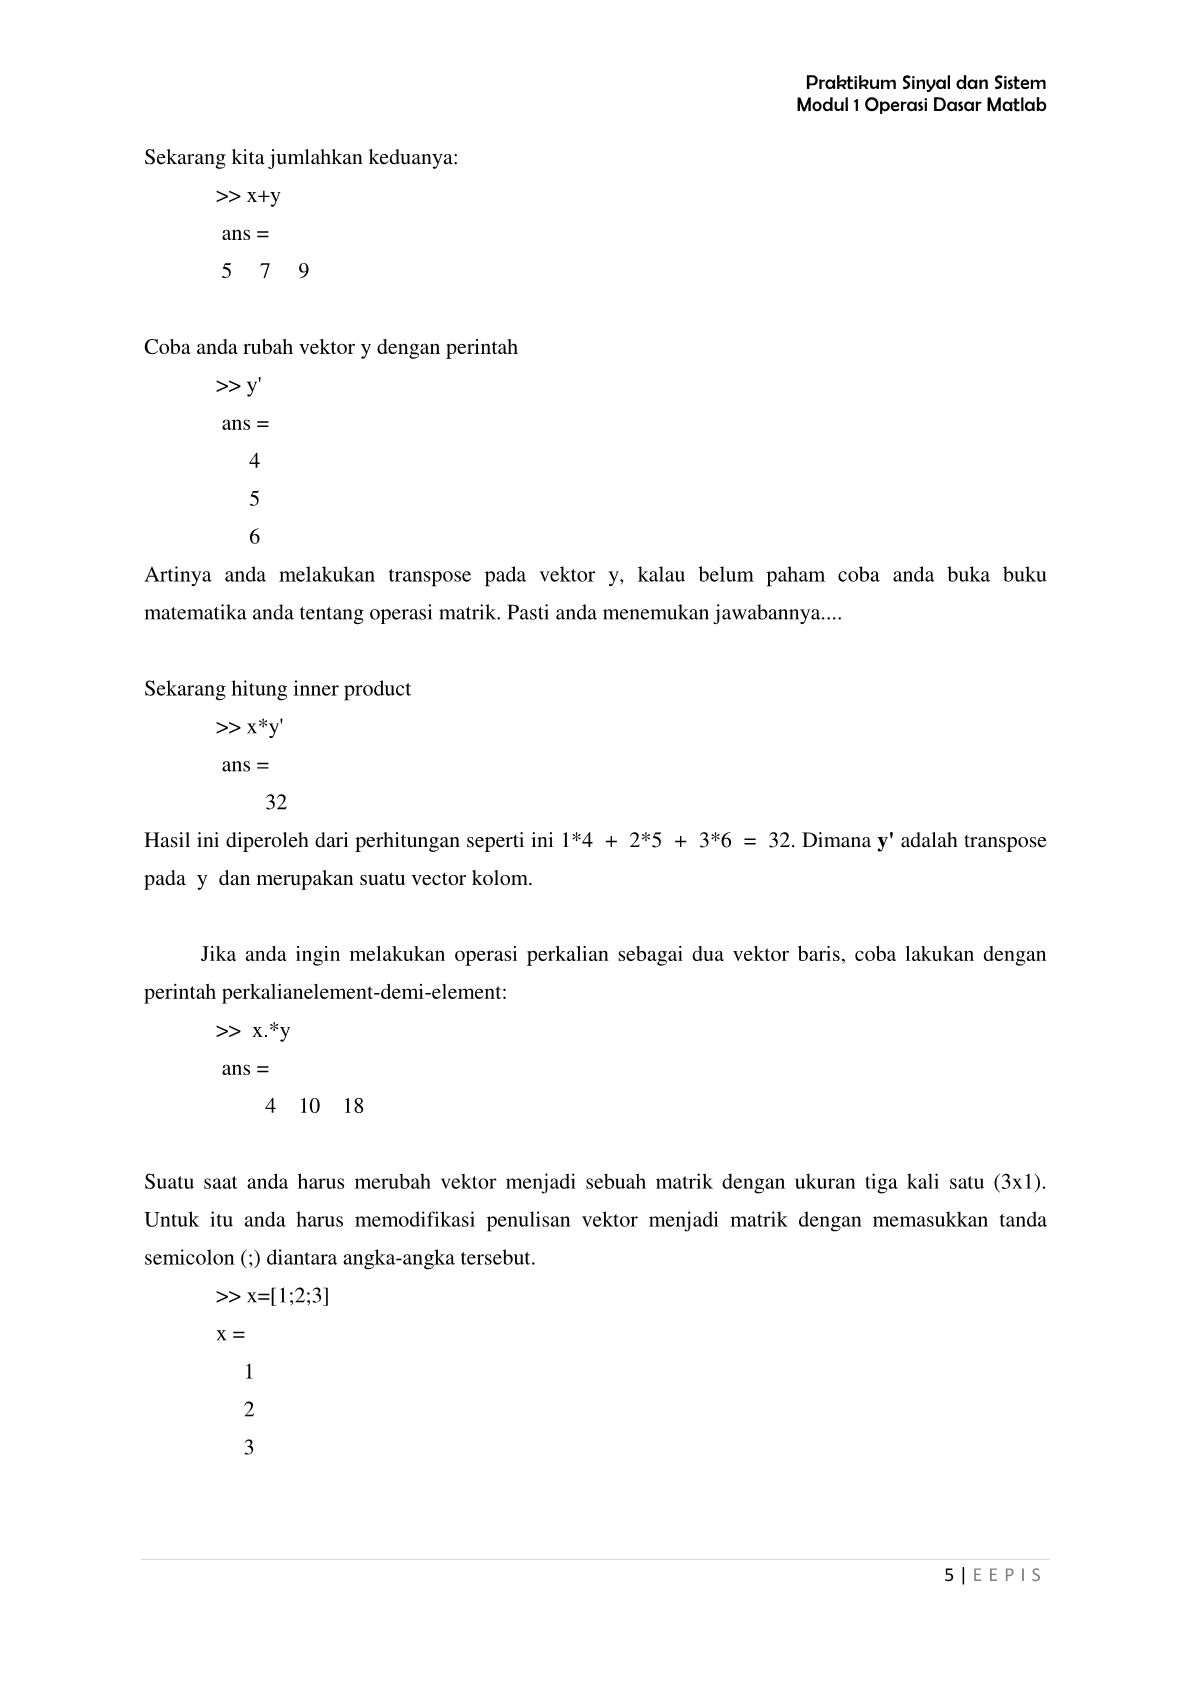 Praktikum Sinyal dan Sistem
Modul 1 Operasi Dasar Matlab
Sekarang kita jumlahkan keduanya:
>> x+y
ans =
5 7 9
Coba anda rubah vektor y dengan perintah
>> y'
ans =
4
5
6
Artinya anda melakukan transpose pada vektor y, kalau belum paham coba anda buka buku
matematika anda tentang operasi matrik. Pasti anda menemukan jawabannya....
Sekarang hitung inner product
>> x*y'
ans =
32
Hasil ini diperoleh dari perhitungan seperti ini 1*4 + 2*5 + 3*6 = 32. Dimana y' adalah transpose
pada y dan merupakan suatu vector kolom.
Jika anda ingin melakukan operasi perkalian sebagai dua vektor baris, coba lakukan dengan
perintah perkalianelement-demi-element:
>> x.*y
ans =
4 10 18
Suatu saat anda harus merubah vektor menjadi sebuah matrik dengan ukuran tiga kali satu (3x1).
Untuk itu anda harus memodifikasi penulisan vektor menjadi matrik dengan memasukkan tanda
semicolon (;) diantara angka-angka tersebut.
>> x=[1;2;3]
x =
1
2
3
5 | E E P I S